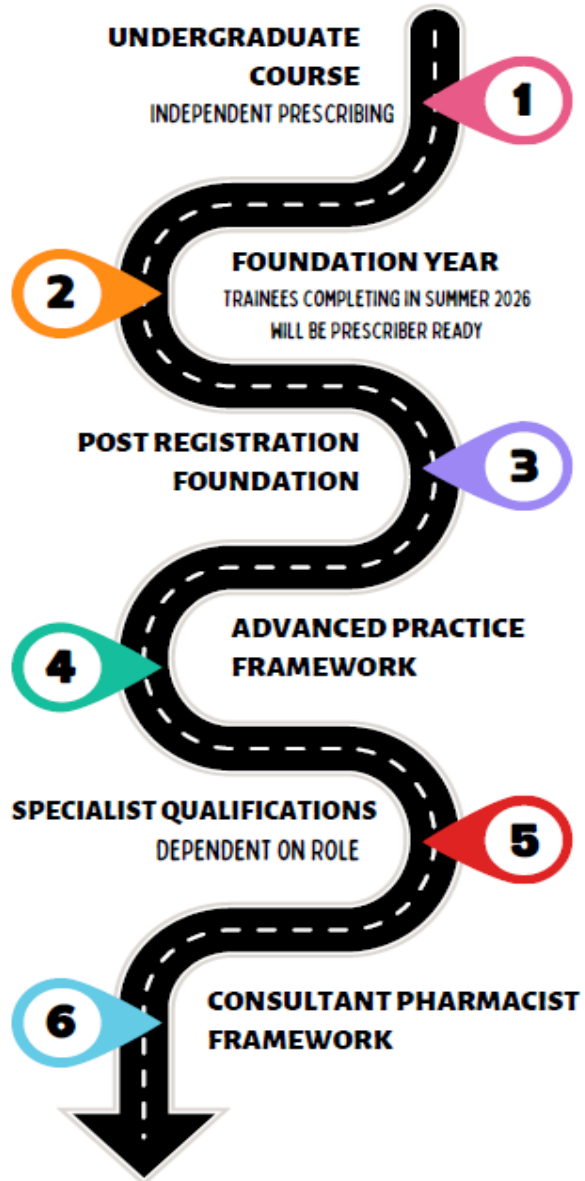 UNDERGRADUATE
COURSE
INDEPENDENT PRESCRIBING
1
2
FOUNDATION YEAR
TRAINEES COMPLETING IN SUMMER 2026
WILL BE PRESCRIBER READY
POST REGISTRATION
FOUNDATION
3
4
ADVANCED PRACTICE
FRAMEWORK
SPECIALIST QUALIFICATIONS
DEPENDENT ON ROLE
5
6
CONSULTANT PHARMACIST
FRAMEWORK